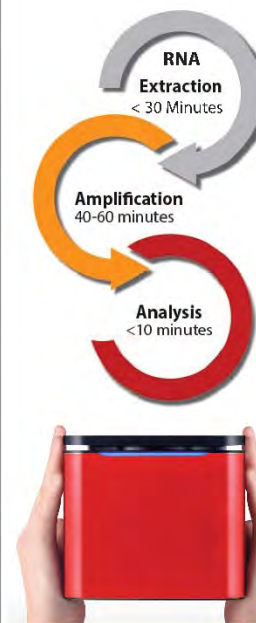 RNA
Extraction
< 30 Minutes
Amplification
40-60 minutes
Analysis
<10 minutes